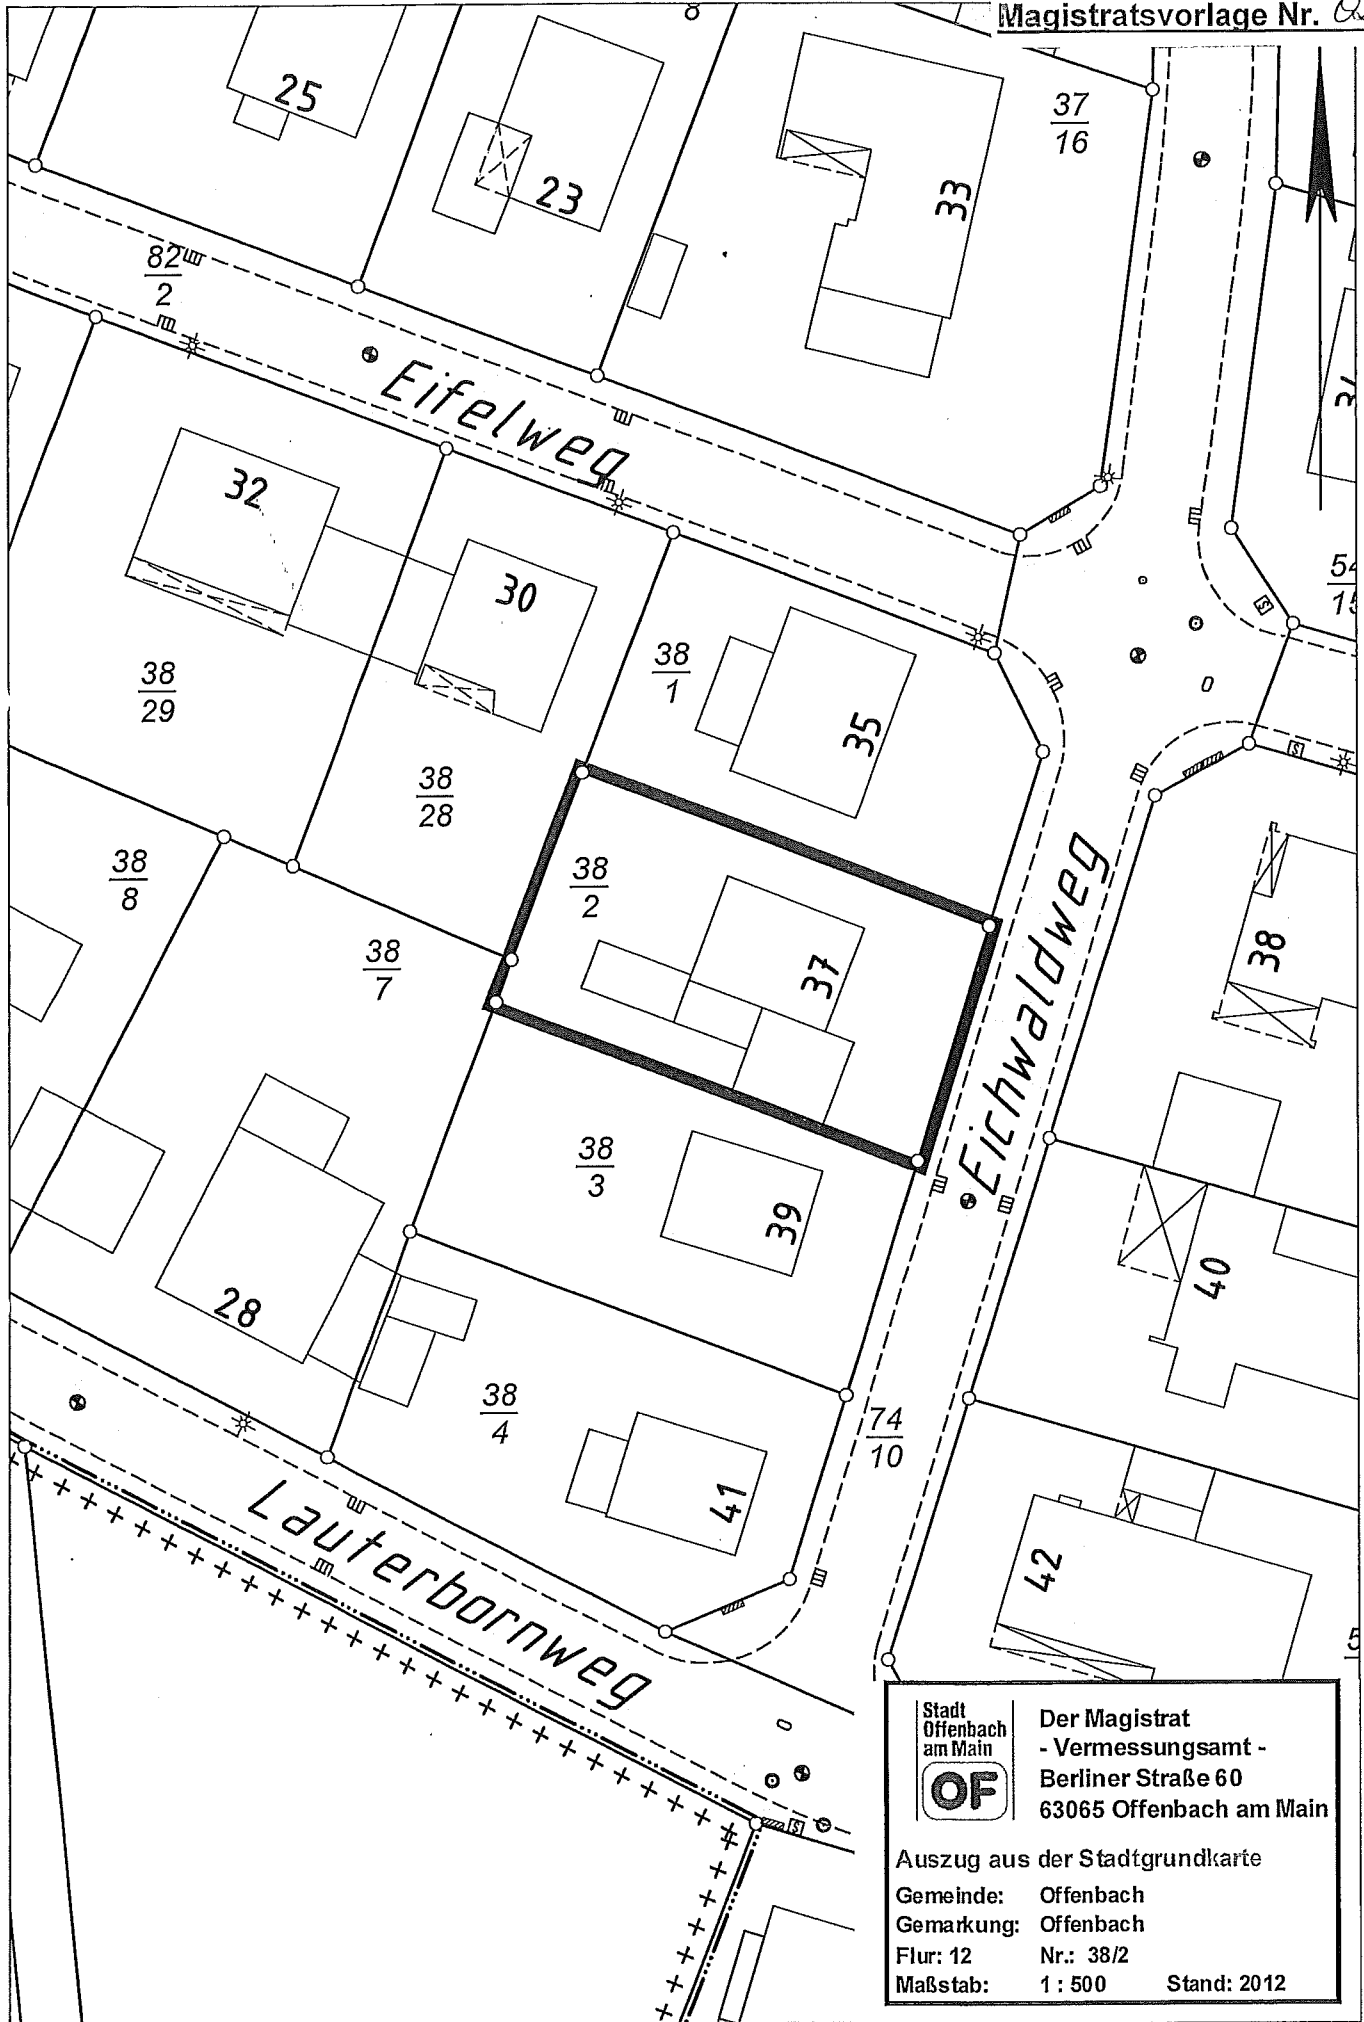 Magistratsvorlage Nr.
25
23
33
37
16
82
2
Eifelweg
32
30
38
1
35
38
29
38
28
38
8
38
2
37
38
7
38
Eichwaldweg
38
3
39
40
28
38
4
41
74
10
42
Lauterbornweg
Stadt
Offenbach
am Main
OF
Der Magistrat
- Vermessungsamt -
Berliner Straße 60
63065 Offenbach am Main
Auszug aus der Stadtgrundkarte
Gemeinde: Offenbach
Gemarkung: Offenbach
Flur: 12 Nr.: 38/2
Maßstab: 1 : 500 Stand: 2012